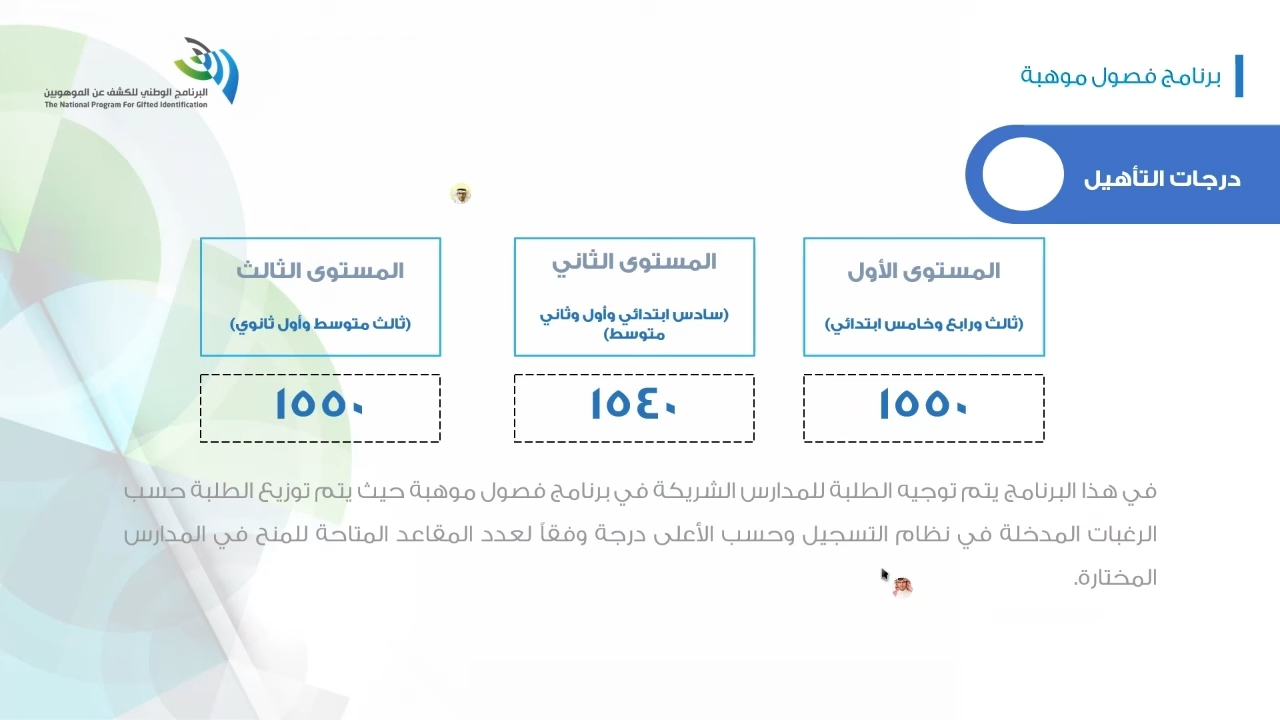 البرنامج الوطني للكشف عن الموهوبين
The National Program For Gifted Identification
برنامج فصول موهبة
درجات التأهيل
المستوى الأول
(ثالث ورابع وخامس ابتدائي)
١٥٥٠
المستوى الثاني
(سادس ابتدائي وأول وثاني
متوسط)
١٥٤٠
المستوى الثالث
(ثالث متوسط وأول ثانوي)
١٥٥٠
في هذا البرنامج يتم توجيه الطلبة للمدارس الشريكة في برنامج فصول موهبة حيث يتم توزيع الطلبة حسب
الرغبات المدخلة في نظام التسجيل وحسب الأعلى درجة وفقاً لعدد المقاعد المتاحة للمنح في المدارس
المختارة.